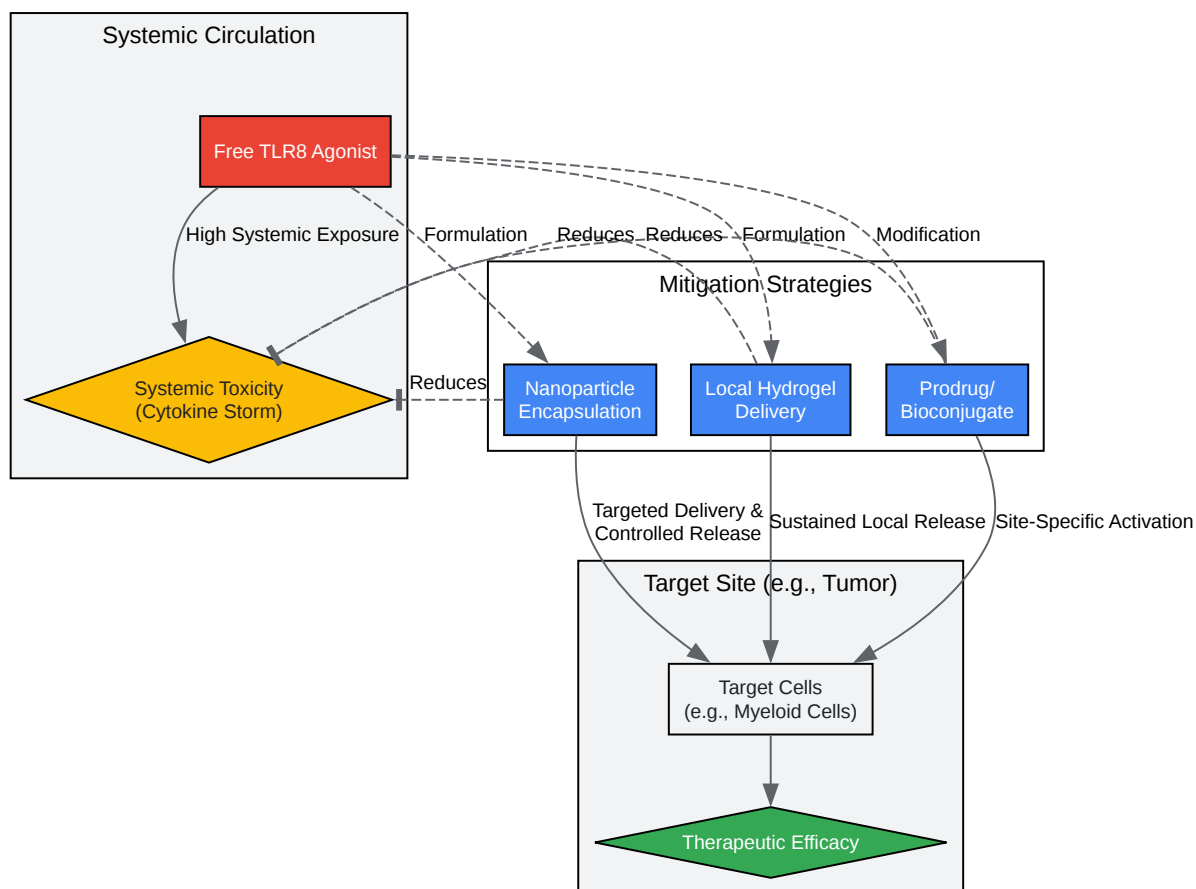 Systemic Circulation
Free TLR8 Agonist
High Systemic Exposure
Formulation
Reduces
Reduces
Formulation
Modification
Mitigation Strategies
Systemic Toxicity
(Cytokine Storm)
Reduces
Nanoparticle
Encapsulation
Local Hydrogel
Delivery
Prodrug/
Bioconjugate
Targeted Delivery &
Controlled Release
Sustained Local Release
Site-Specific Activation
Target Site (e.g., Tumor)
Target Cells
(e.g., Myeloid Cells)
Therapeutic Efficacy